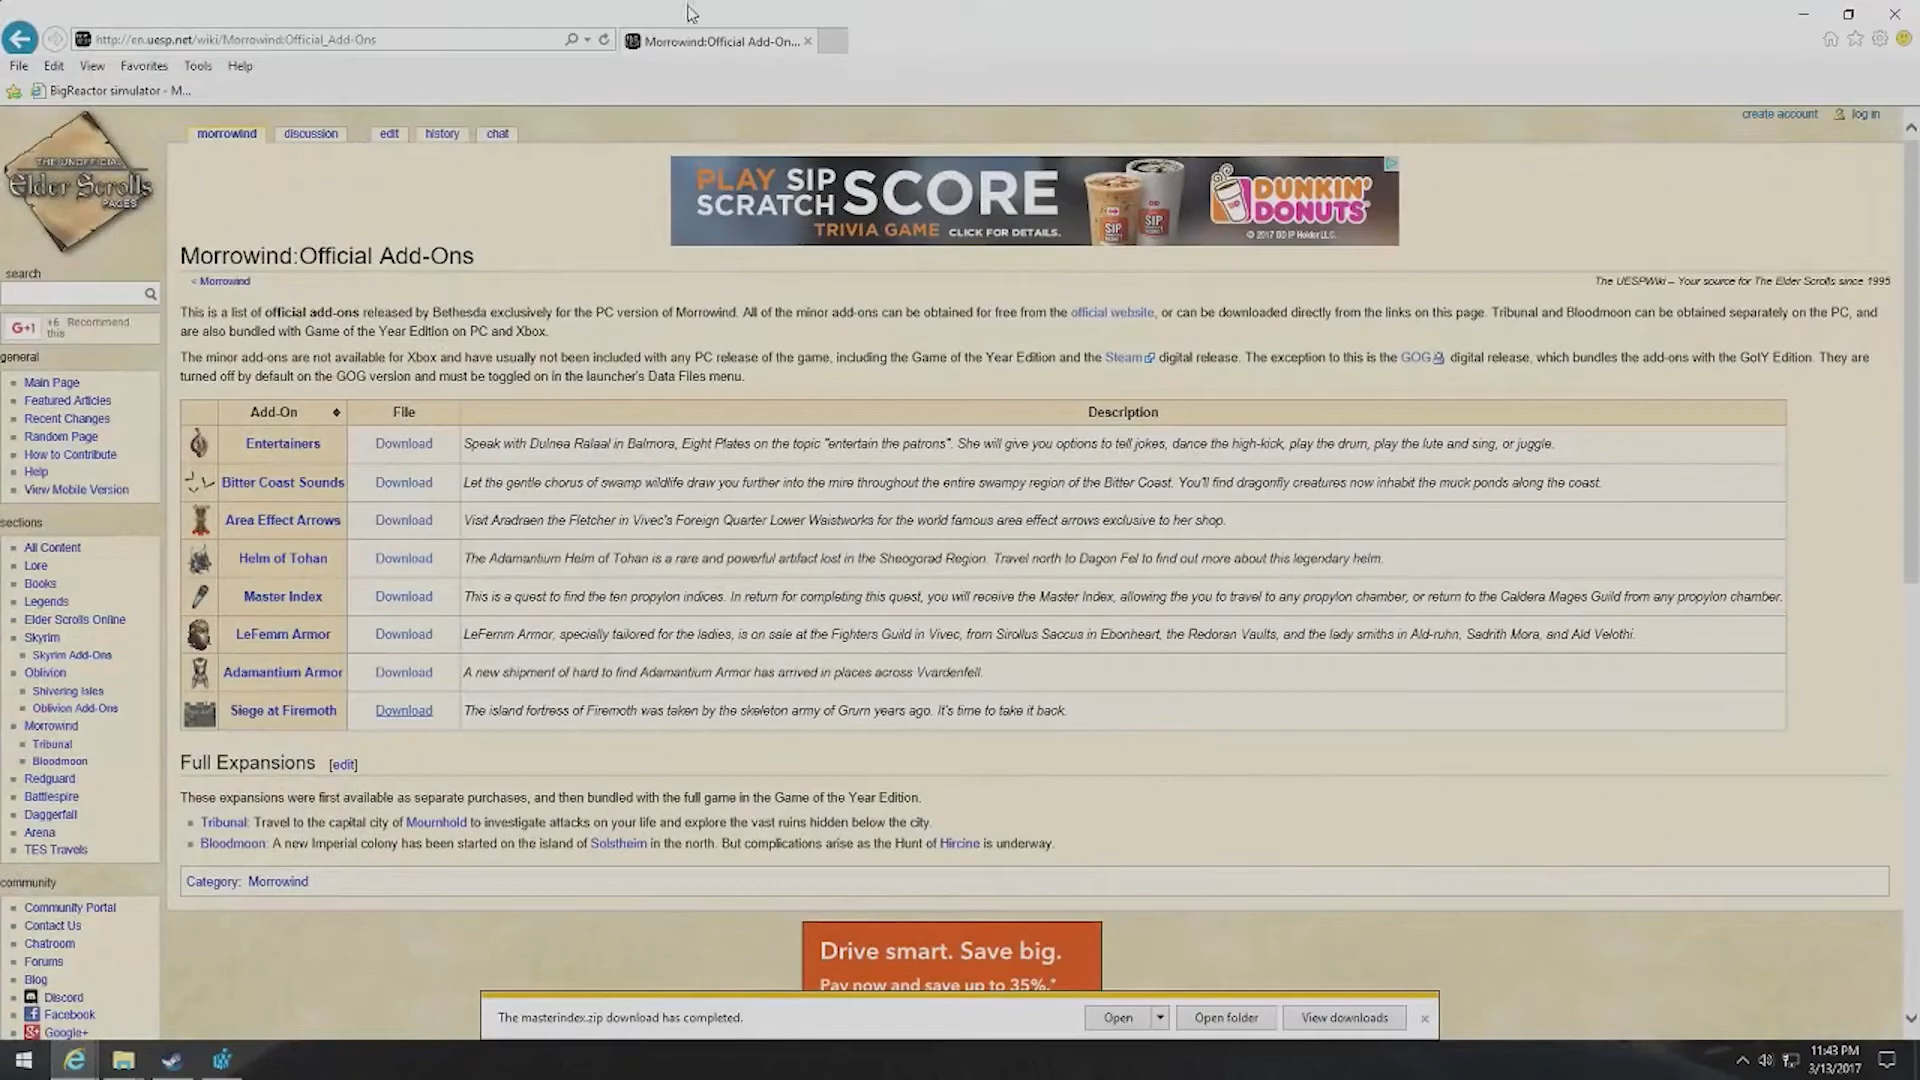 http://en.uesp.net/wiki/Morrowind:Official_Add-Ons
Morrowind:Official Add-On...
File Edit View Favorites Tools Help
BigReactor simulator - M...
create account log in
morrowind discussion edit history chat
THE UNOFFICIAL
Elder Scrolls
PAGES
PLAY SIP
SCRATCH SCORE
TRIVIA GAME CLICK FOR DETAILS.
SIP SIP
DUNKIN'
DONUTS
© 2017 DD IP Holder LLC.
Morrowind:Official Add-Ons
< Morrowind
The UESPWiki – Your source for The Elder Scrolls since 1995
search
G+1 +6 Recommend
this
This is a list of official add-ons released by Bethesda exclusively for the PC version of Morrowind. All of the minor add-ons can be obtained for free from the official website, or can be downloaded directly from the links on this page. Tribunal and Bloodmoon can be obtained separately on the PC, and
are also bundled with Game of the Year Edition on PC and Xbox.
The minor add-ons are not available for Xbox and have usually not been included with any PC release of the game, including the Game of the Year Edition and the Steam digital release. The exception to this is the GOG digital release, which bundles the add-ons with the GotY Edition. They are
turned off by default on the GOG version and must be toggled on in the launcher's Data Files menu.
general
Main Page
Featured Articles
Recent Changes
Random Page
How to Contribute
Help
View Mobile Version
sections
All Content
Lore
Books
Legends
Elder Scrolls Online
Skyrim
Skyrim Add-Ons
Oblivion
Shivering Isles
Oblivion Add-Ons
Morrowind
Tribunal
Bloodmoon
Redguard
Battlespire
Daggerfall
Arena
TES Travels
community
Community Portal
Contact Us
Chatroom
Forums
Blog
Discord
Facebook
Google+
Add-On File Description
Entertainers Download Speak with Dulnea Ralaal in Balmora, Eight Plates on the topic "entertain the patrons". She will give you options to tell jokes, dance the high-kick, play the drum, play the lute and sing, or juggle.
Bitter Coast Sounds Download Let the gentle chorus of swamp wildlife draw you further into the mire throughout the entire swampy region of the Bitter Coast. You'll find dragonfly creatures now inhabit the muck ponds along the coast.
Area Effect Arrows Download Visit Aradraen the Fletcher in Vivec's Foreign Quarter Lower Waistworks for the world famous area effect arrows exclusive to her shop.
Helm of Tohan Download The Adamantium Helm of Tohan is a rare and powerful artifact lost in the Sheogorad Region. Travel north to Dagon Fel to find out more about this legendary helm.
Master Index Download This is a quest to find the ten propylon indices. In return for completing this quest, you will receive the Master Index, allowing the you to travel to any propylon chamber, or return to the Caldera Mages Guild from any propylon chamber.
LeFemm Armor Download LeFemm Armor, specially tailored for the ladies, is on sale at the Fighters Guild in Vivec, from Sirollus Saccus in Ebonheart, the Redoran Vaults, and the lady smiths in Ald-ruhn, Sadrith Mora, and Ald Velothi.
Adamantium Armor Download A new shipment of hard to find Adamantium Armor has arrived in places across Vvardenfell.
Siege at Firemoth Download The island fortress of Firemoth was taken by the skeleton army of Grurn years ago. It's time to take it back.
Full Expansions [edit]
These expansions were first available as separate purchases, and then bundled with the full game in the Game of the Year Edition.
Tribunal: Travel to the capital city of Mournhold to investigate attacks on your life and explore the vast ruins hidden below the city.
Bloodmoon: A new Imperial colony has been started on the island of Solstheim in the north. But complications arise as the Hunt of Hircine is underway.
Category: Morrowind
Drive smart. Save big.
Pay now and save up to 35%.*
The masterindex.zip download has completed.
Open Open folder View downloads
11:43 PM
3/13/2017